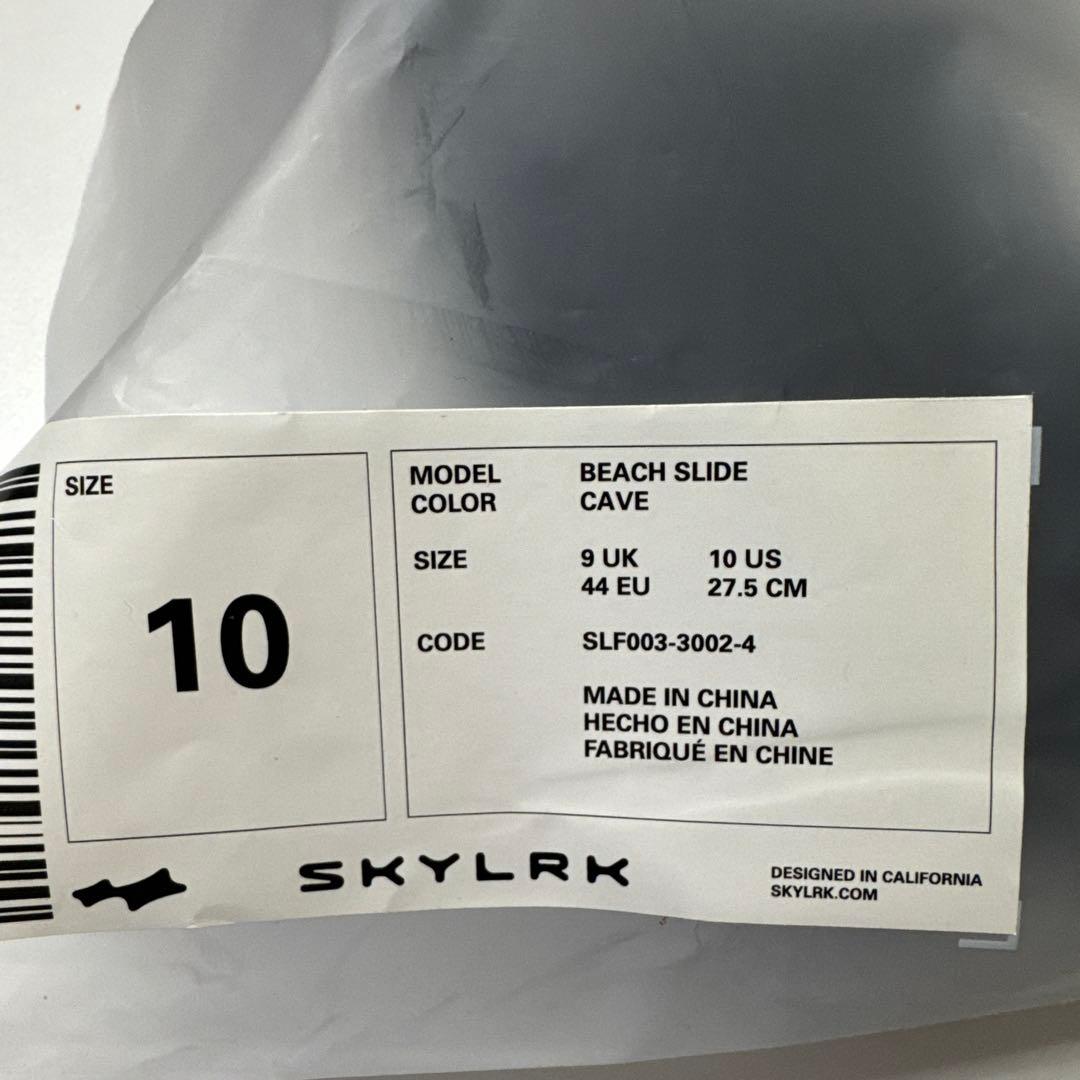 SIZE
10
MODEL BEACH SLIDE
COLOR CAVE
SIZE 9 UK 10 US
44 EU 27.5 CM
CODE SLF003-3002-4
MADE IN CHINA
HECHO EN CHINA
FABRIQUÉ EN CHINE
SKYLRK
DESIGNED IN CALIFORNIA
SKYLRK.COM